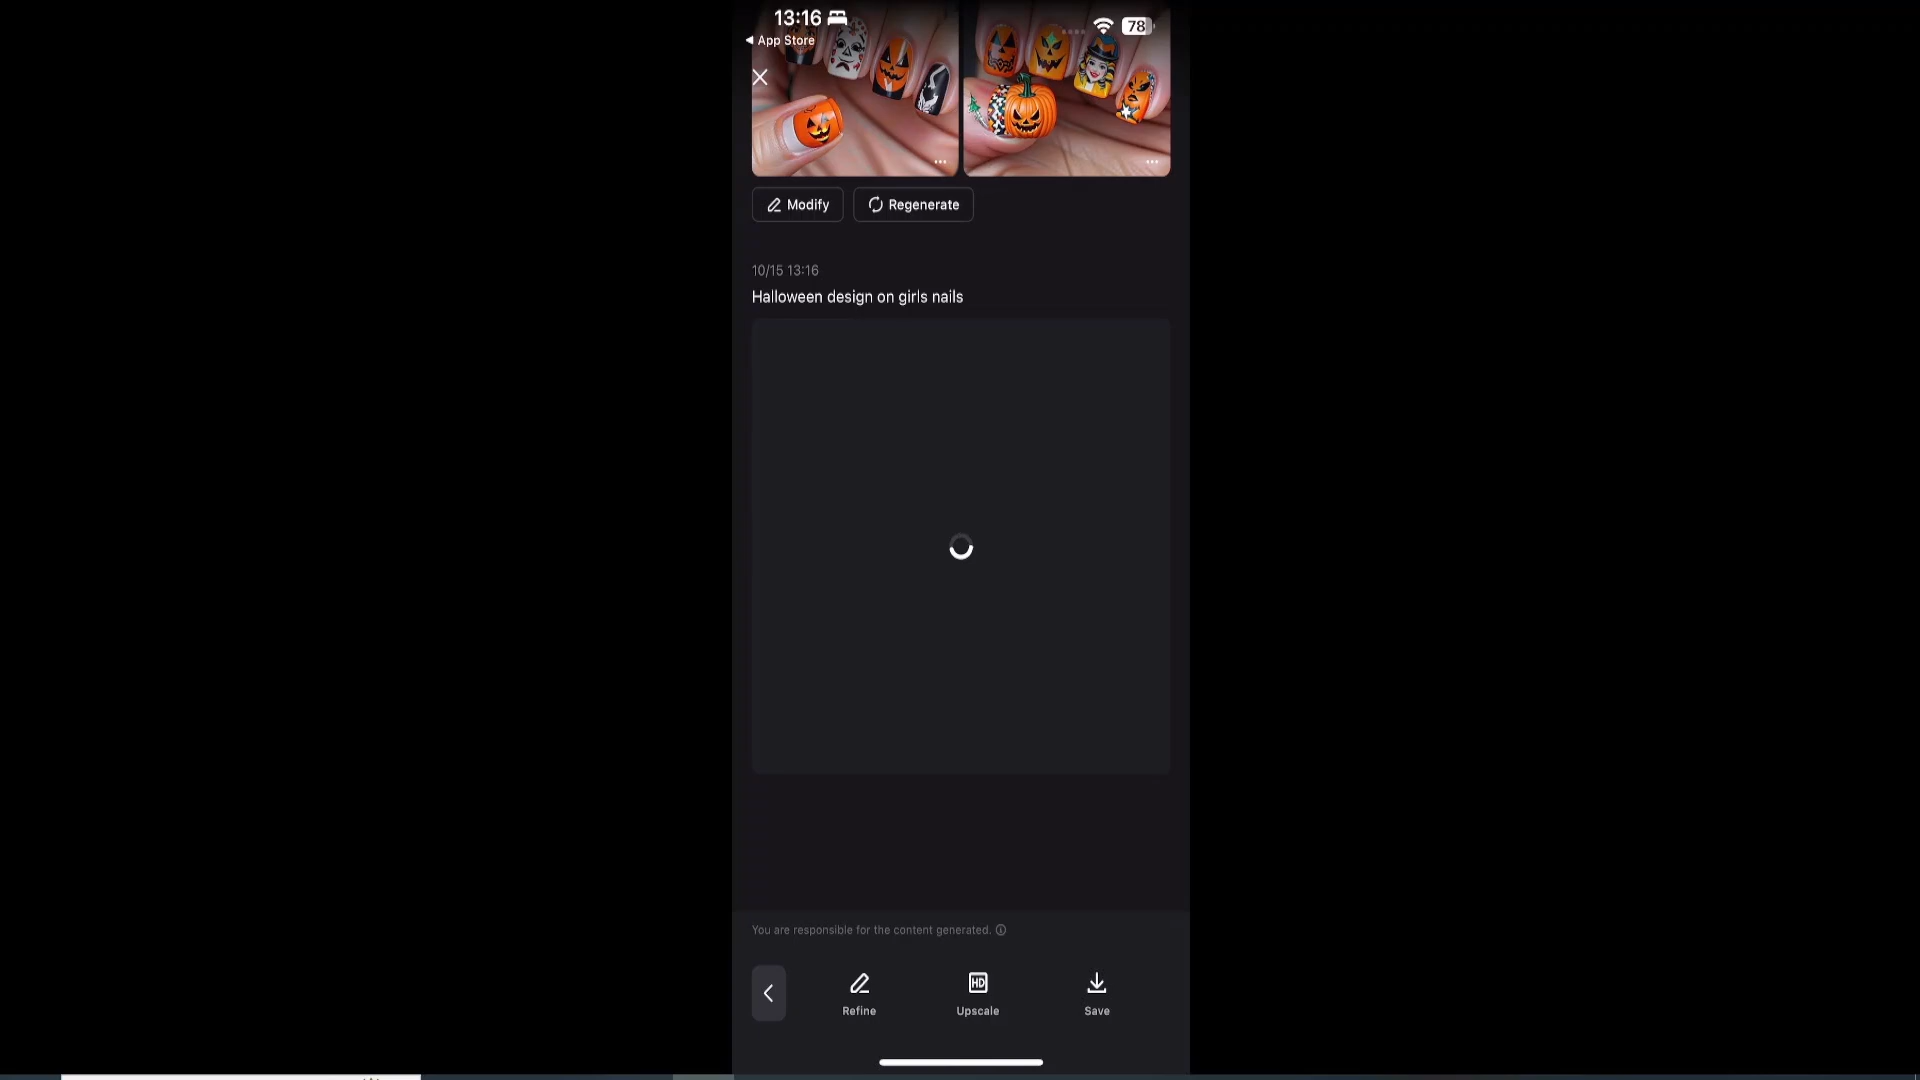 13:16
78
App Store
Modify
Regenerate
10/15 13:16
Halloween design on girls nails
You are responsible for the content generated.
HD
Refine
Upscale
Save